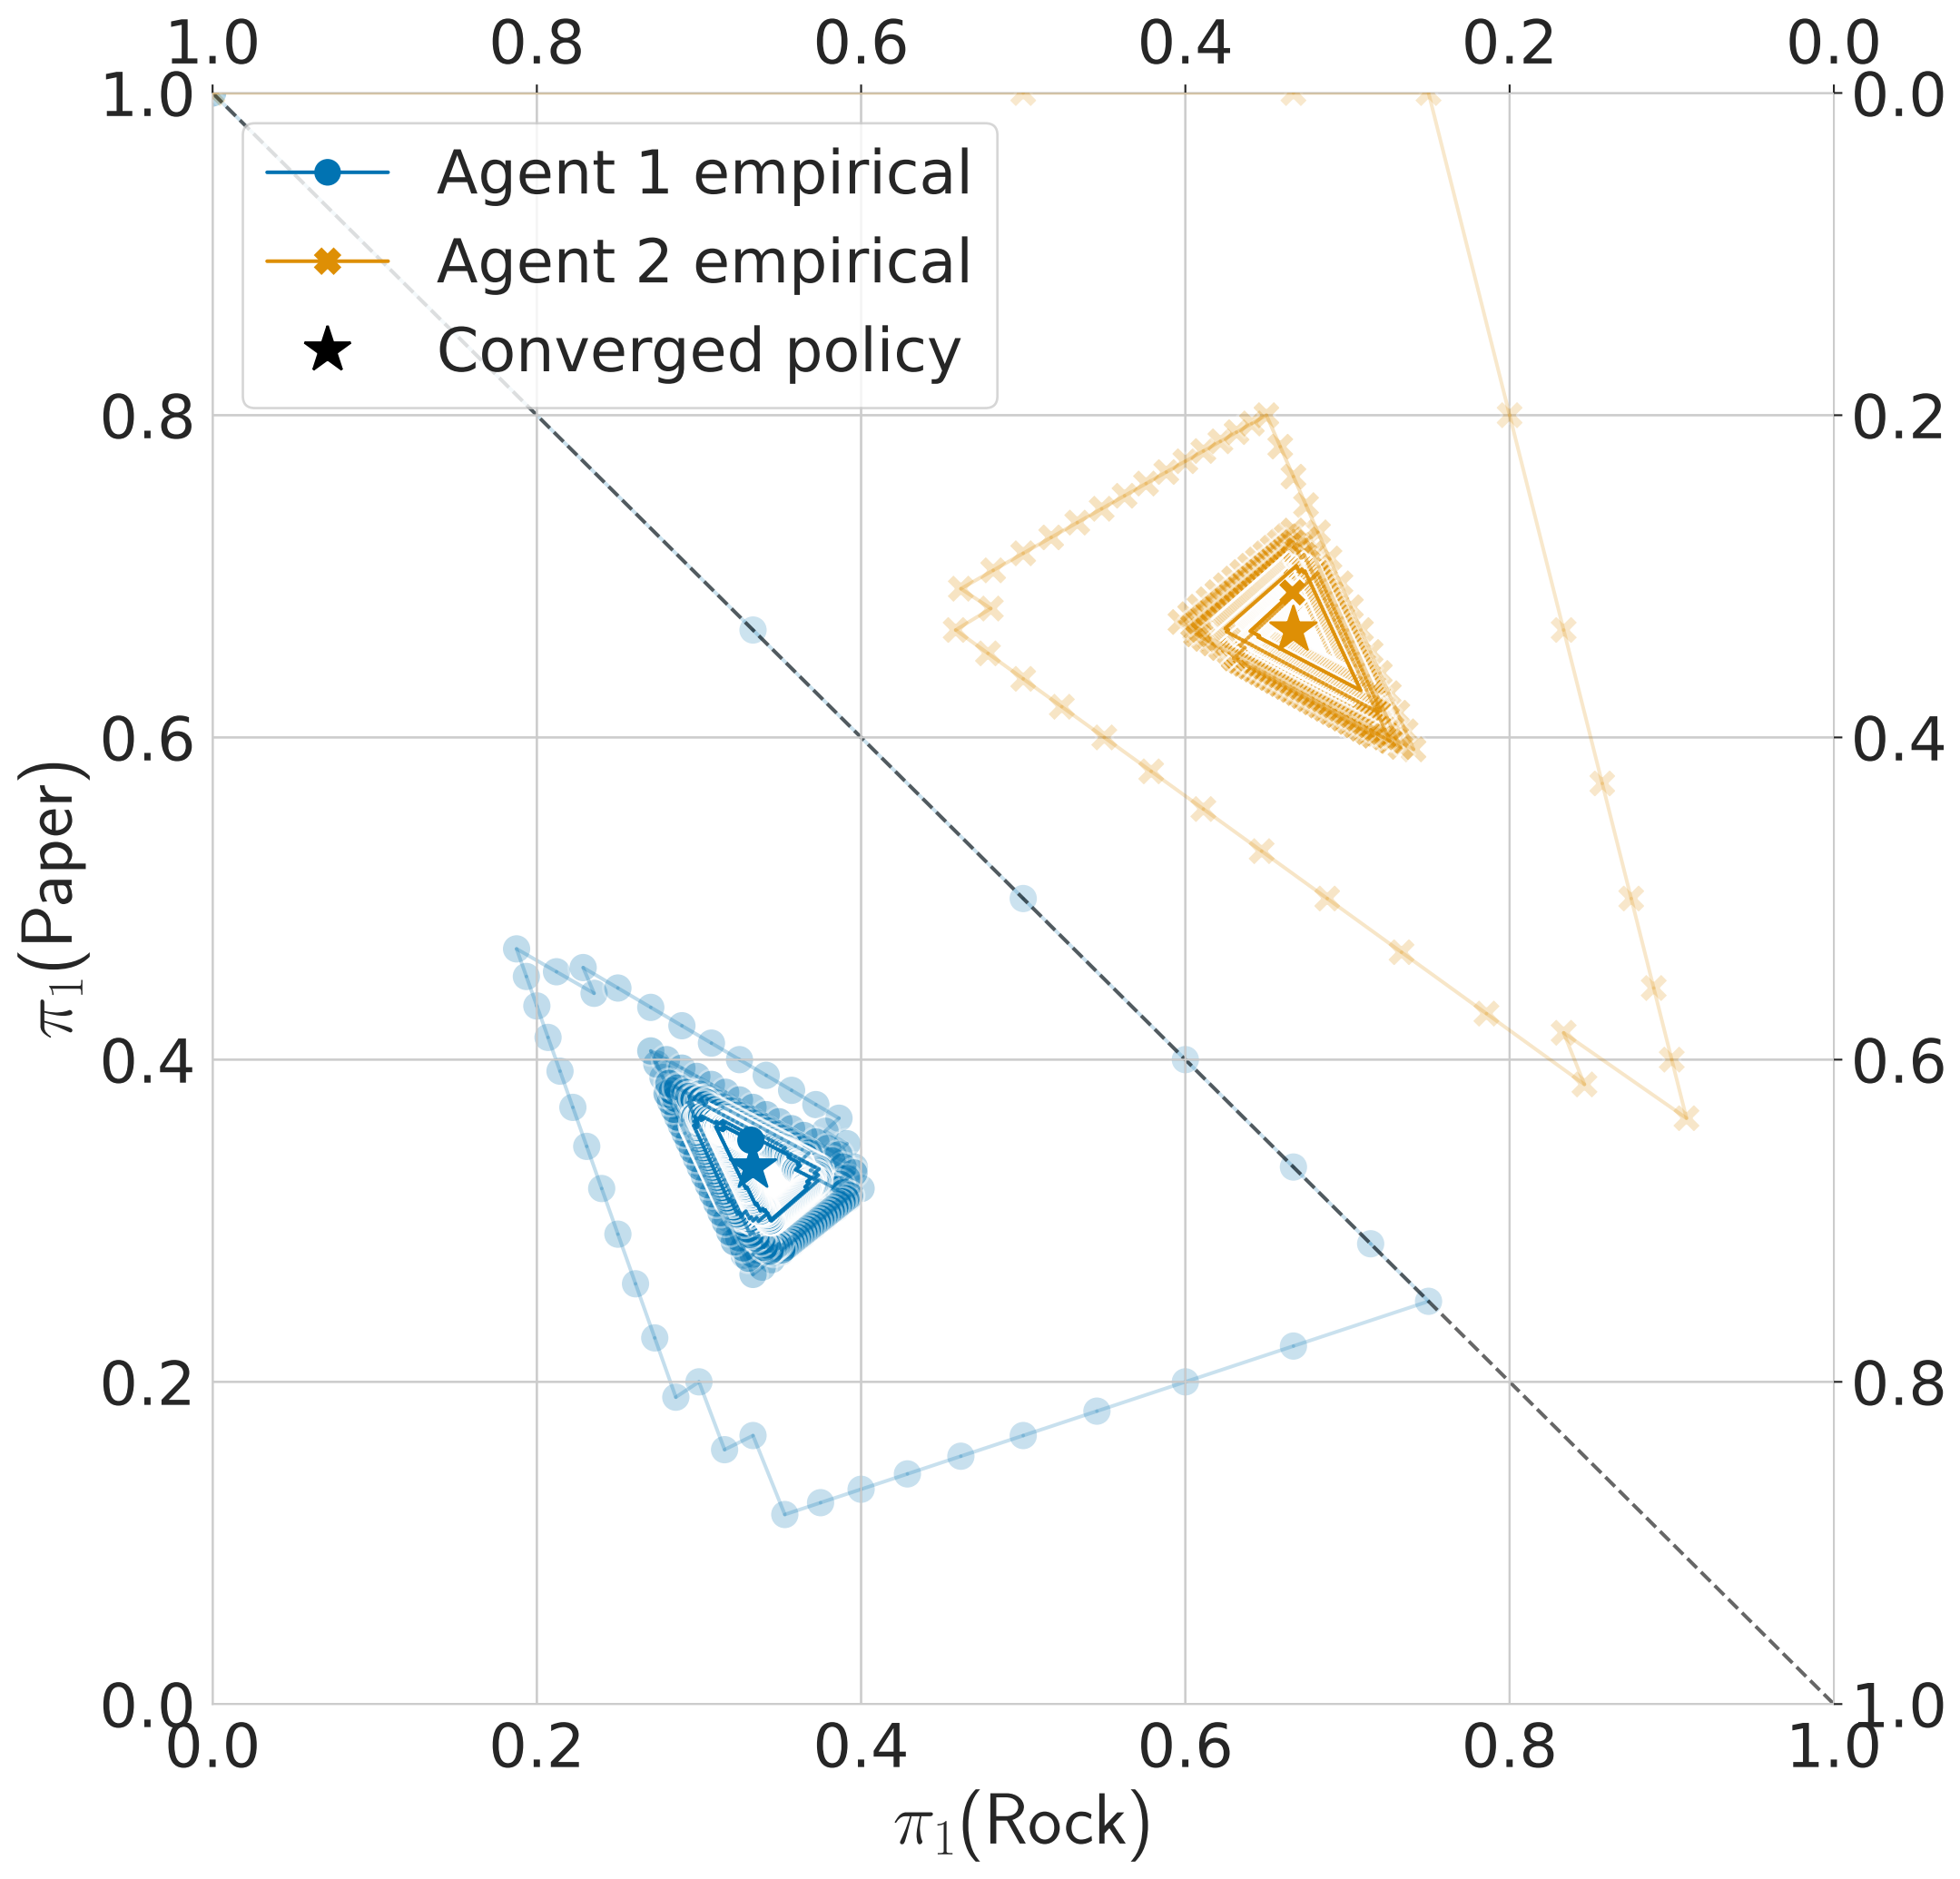 1.0 0.8 0.6 0.4 0.2 0.0
1.0 0.0
Agent 1 empirical
Agent 2 empirical
Converged policy
0.8 0.2
0.6 0.4
π₁(Paper)
0.4 0.6
0.2 0.8
0.0 1.0
0.0 0.2 0.4 0.6 0.8 1.0
π₁(Rock)